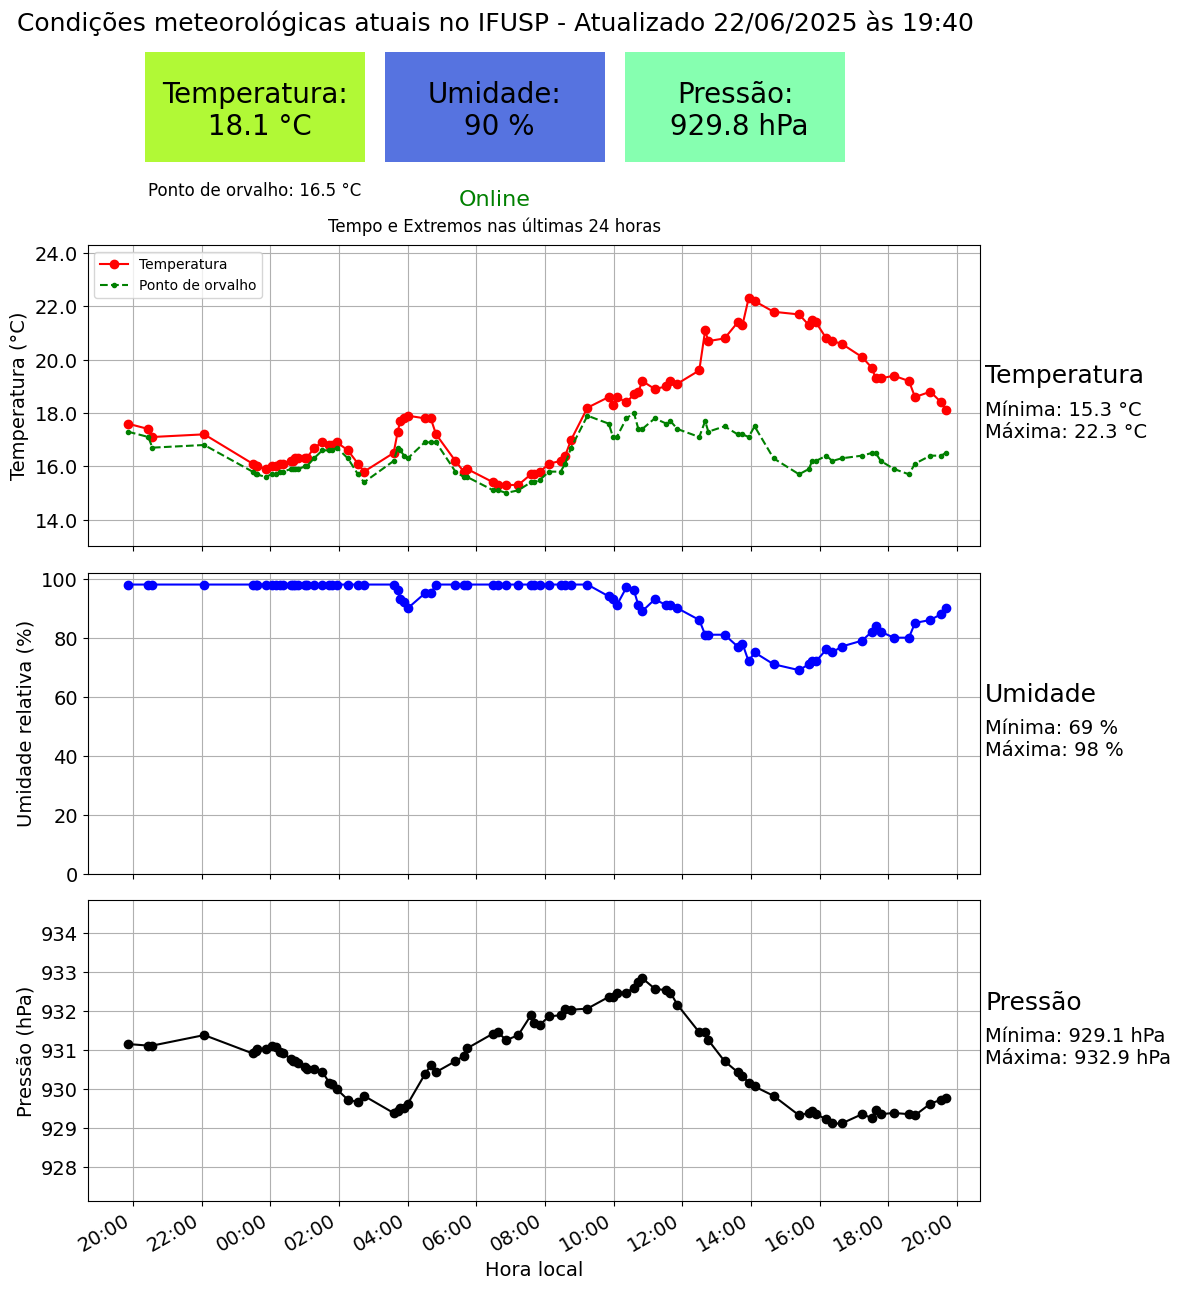 Condições meteorológicas atuais no IFUSP - Atualizado 22/06/2025 às 19:40
Temperatura:
18.1 °C
Umidade:
90 %
Pressão:
929.8 hPa
Ponto de orvalho: 16.5 °C
Online
Tempo e Extremos nas últimas 24 horas
Temperatura (°C)
24.0
22.0
20.0
18.0
16.0
14.0
Temperatura
Ponto de orvalho
Temperatura
Mínima: 15.3 °C
Máxima: 22.3 °C
Umidade relativa (%)
100
80
60
40
20
0
Umidade
Mínima: 69 %
Máxima: 98 %
Pressão (hPa)
934
933
932
931
930
929
928
Pressão
Mínima: 929.1 hPa
Máxima: 932.9 hPa
20:00 22:00 00:00 02:00 04:00 06:00 08:00 10:00 12:00 14:00 16:00 18:00 20:00
Hora local